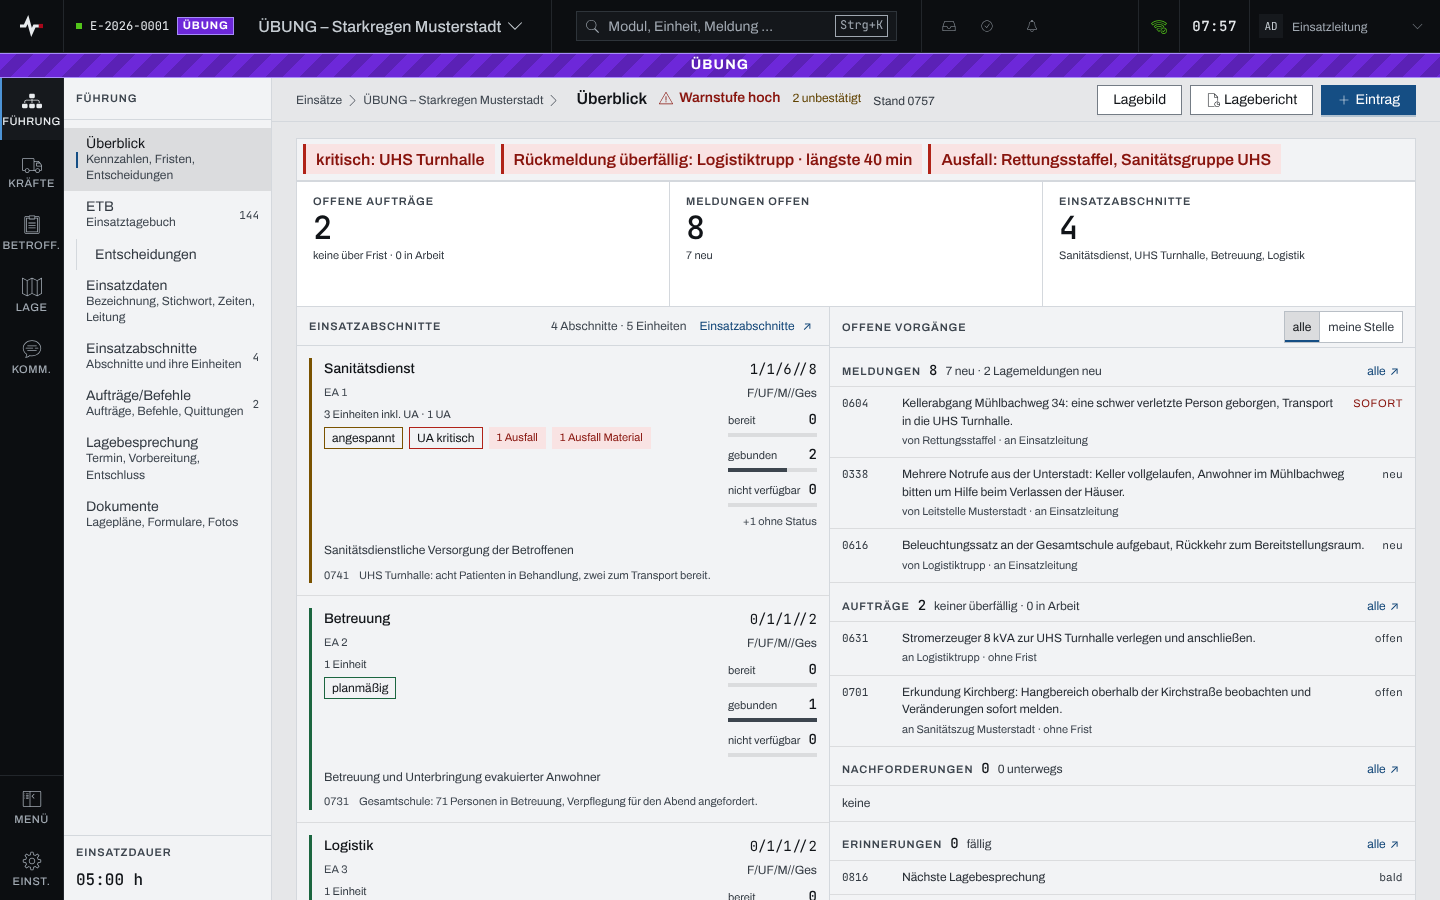 E-2026-0001 ÜBUNG ÜBUNG – Starkregen Musterstadt Modul, Einheit, Meldung ... Strg+K 07:57 AD Einsatzleitung
ÜBUNG
FÜHRUNG
KRÄFTE
BETROFF.
LAGE
KOMM.
MENÜ
EINST.
FÜHRUNG
Überblick
Kennzahlen, Fristen,
Entscheidungen
ETB
Einsatztagebuch 144
Entscheidungen
Einsatzdaten
Bezeichnung, Stichwort, Zeiten,
Leitung
Einsatzabschnitte
Abschnitte und ihre Einheiten 4
Aufträge/Befehle
Aufträge, Befehle, Quittungen 2
Lagebesprechung
Termin, Vorbereitung,
Entschluss
Dokumente
Lagepläne, Formulare, Fotos
EINSATZDAUER
05:00 h
Einsätze ÜBUNG – Starkregen Musterstadt Überblick Warnstufe hoch 2 unbestätigt Stand 0757 Lagebild Lagebericht + Eintrag
kritisch: UHS Turnhalle Rückmeldung überfällig: Logistiktrupp · längste 40 min Ausfall: Rettungsstaffel, Sanitätsgruppe UHS
OFFENE AUFTRÄGE
2
keine über Frist · 0 in Arbeit
MELDUNGEN OFFEN
8
7 neu
EINSATZABSCHNITTE
4
Sanitätsdienst, UHS Turnhalle, Betreuung, Logistik
EINSATZABSCHNITTE 4 Abschnitte · 5 Einheiten Einsatzabschnitte ↗
Sanitätsdienst 1/1/6//8
EA 1 F/UF/M//Ges
3 Einheiten inkl. UA · 1 UA
angespannt UA kritisch 1 Ausfall 1 Ausfall Material
bereit 0
gebunden 2
nicht verfügbar 0
+1 ohne Status
Sanitätsdienstliche Versorgung der Betroffenen
0741 UHS Turnhalle: acht Patienten in Behandlung, zwei zum Transport bereit.
Betreuung 0/1/1//2
EA 2 F/UF/M//Ges
1 Einheit
planmäßig
bereit 0
gebunden 1
nicht verfügbar 0
Betreuung und Unterbringung evakuierter Anwohner
0731 Gesamtschule: 71 Personen in Betreuung, Verpflegung für den Abend angefordert.
Logistik 0/1/1//2
EA 3 F/UF/M//Ges
1 Einheit
bereit 0
OFFENE VORGÄNGE alle meine Stelle
MELDUNGEN 8 7 neu · 2 Lagemeldungen neu alle ↗
0604 Kellerabgang Mühlbachweg 34: eine schwer verletzte Person geborgen, Transport SOFORT
in die UHS Turnhalle.
von Rettungsstaffel · an Einsatzleitung
0338 Mehrere Notrufe aus der Unterstadt: Keller vollgelaufen, Anwohner im Mühlbachweg neu
bitten um Hilfe beim Verlassen der Häuser.
von Leitstelle Musterstadt · an Einsatzleitung
0616 Beleuchtungssatz an der Gesamtschule aufgebaut, Rückkehr zum Bereitstellungsraum. neu
von Logistiktrupp · an Einsatzleitung
AUFTRÄGE 2 keiner überfällig · 0 in Arbeit alle ↗
0631 Stromerzeuger 8 kVA zur UHS Turnhalle verlegen und anschließen. offen
an Logistiktrupp · ohne Frist
0701 Erkundung Kirchberg: Hangbereich oberhalb der Kirchstraße beobachten und offen
Veränderungen sofort melden.
an Sanitätszug Musterstadt · ohne Frist
NACHFORDERUNGEN 0 0 unterwegs alle ↗
keine
ERINNERUNGEN 0 fällig alle ↗
0816 Nächste Lagebesprechung bald